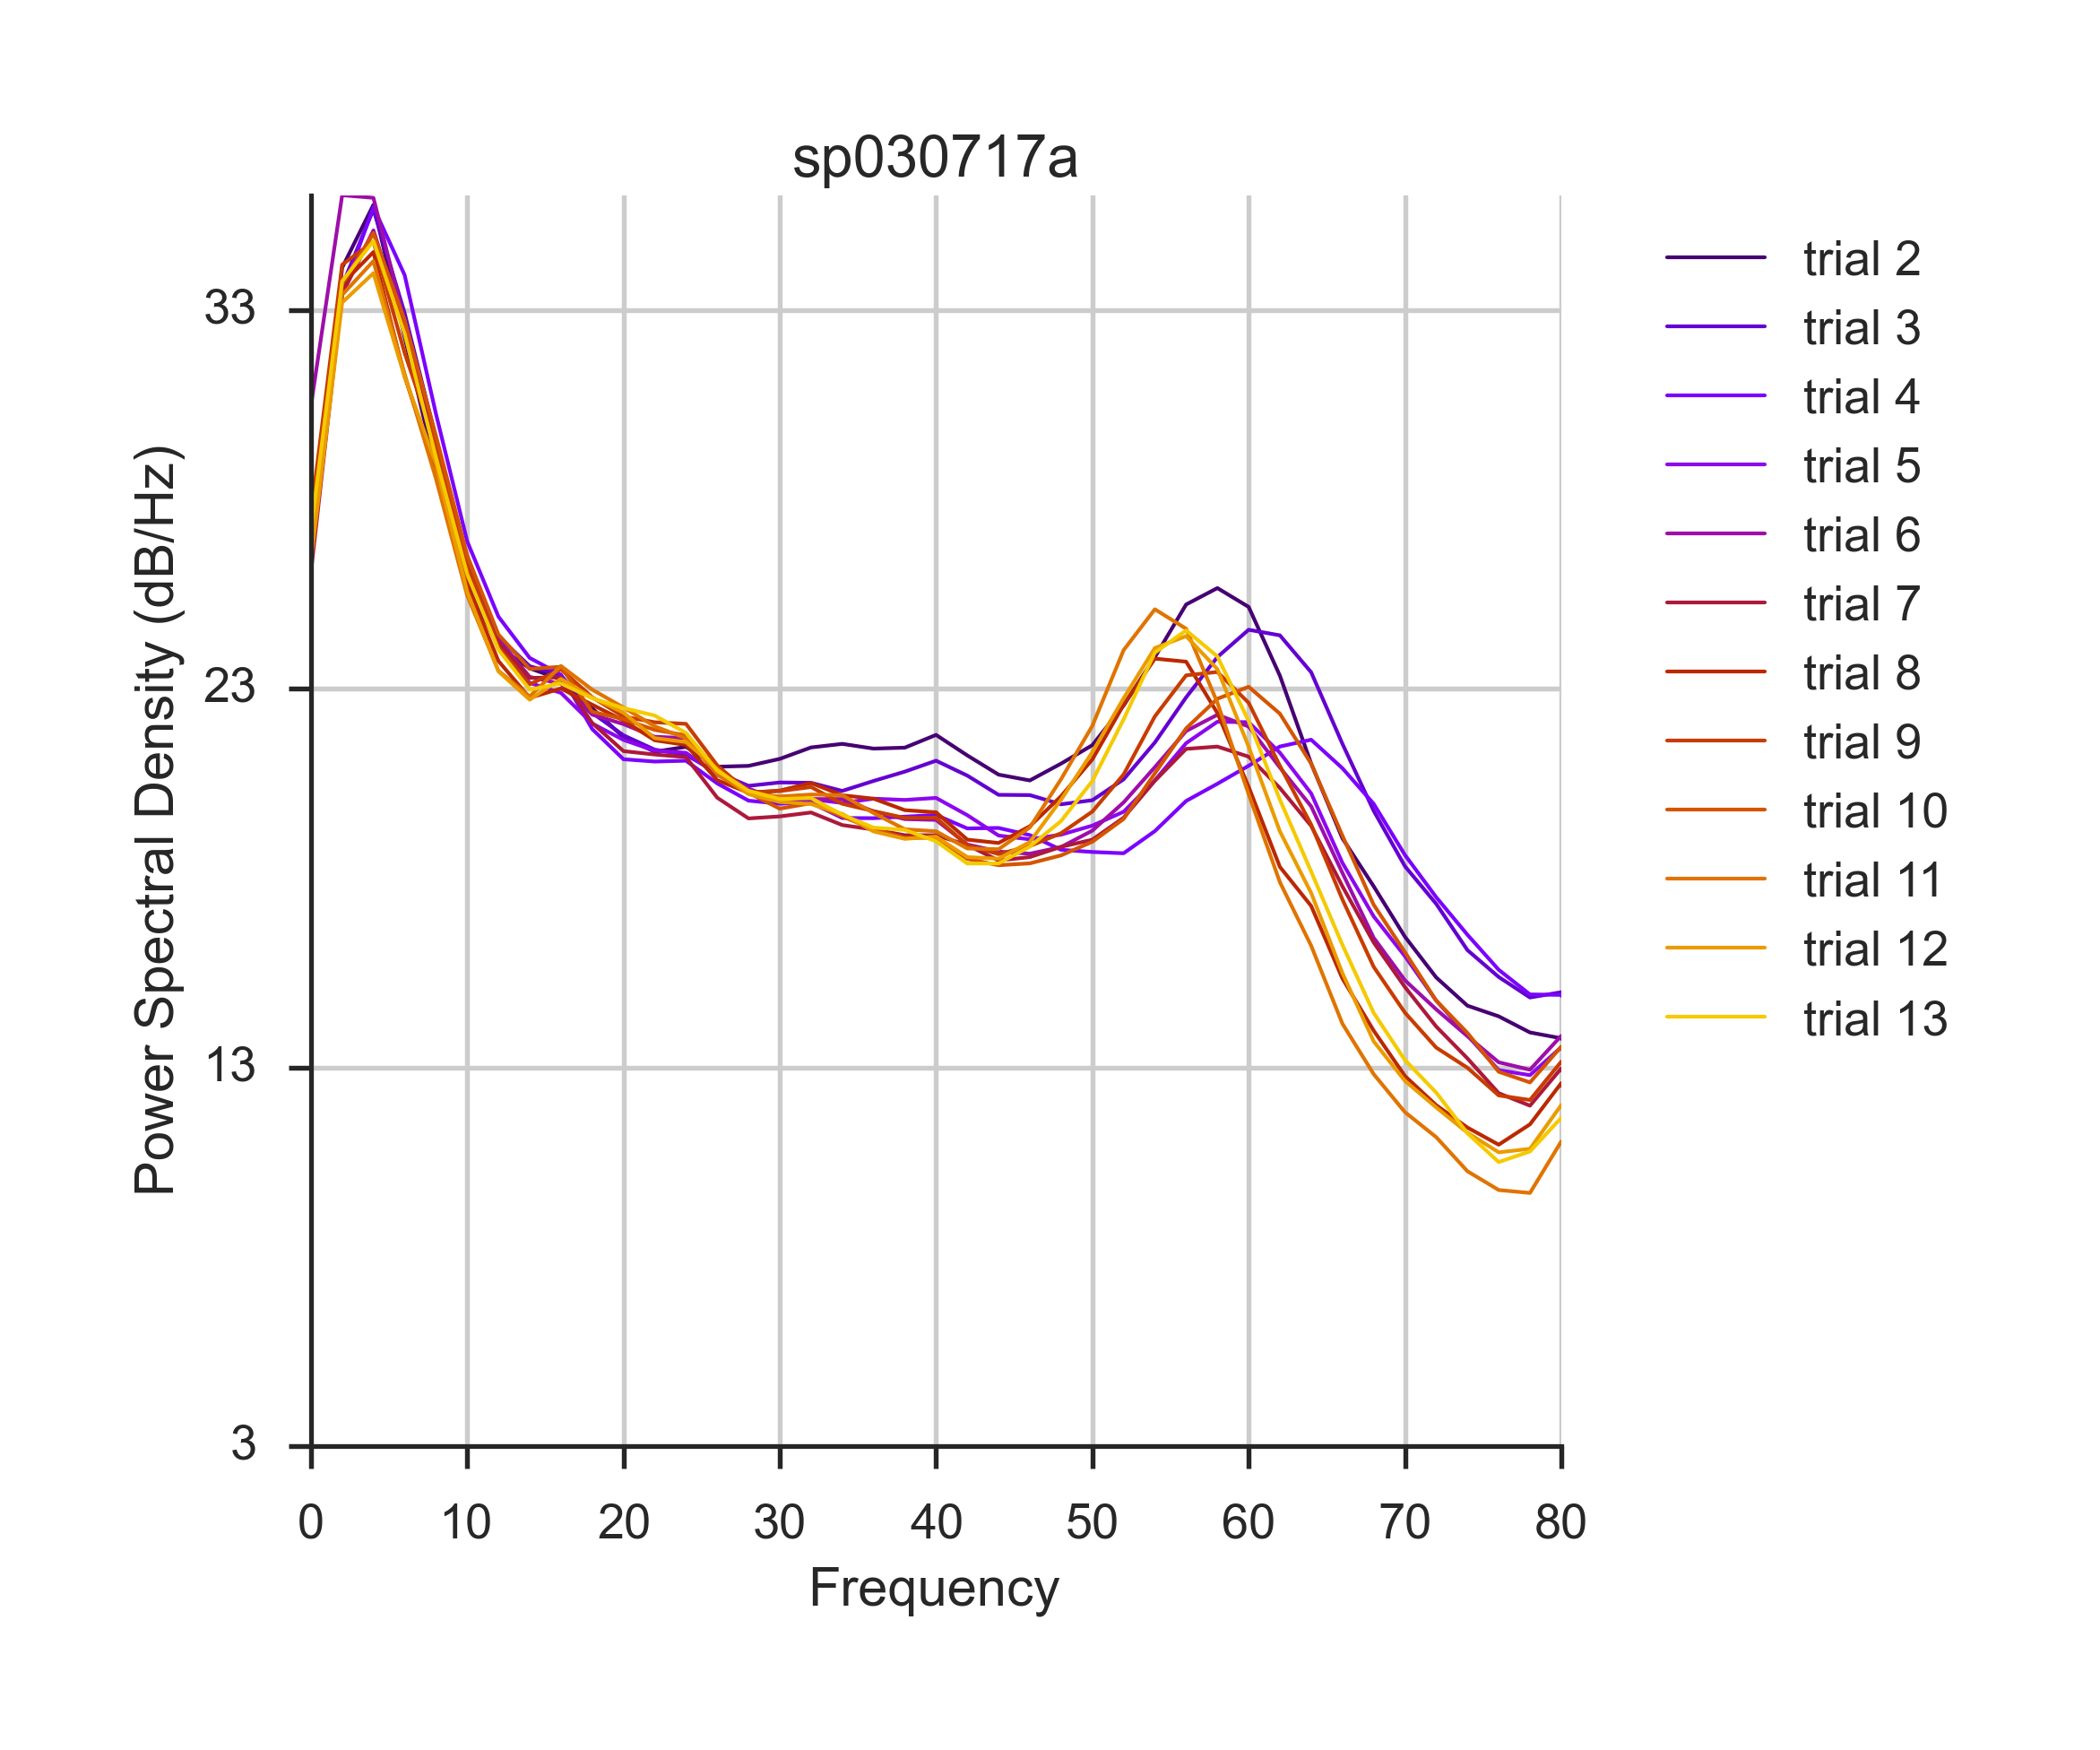 sp030717a
Power Spectral Density (dB/Hz)
33
23
13
3
0 10 20 30 40 50 60 70 80
Frequency
trial 2
trial 3
trial 4
trial 5
trial 6
trial 7
trial 8
trial 9
trial 10
trial 11
trial 12
trial 13